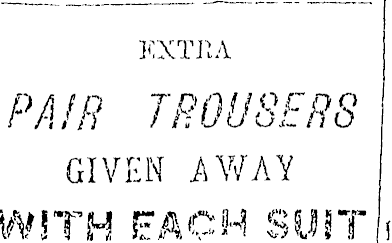 EXTRA
PAIR TROUSERS
GIVEN AWAY
WITH EACH SUIT